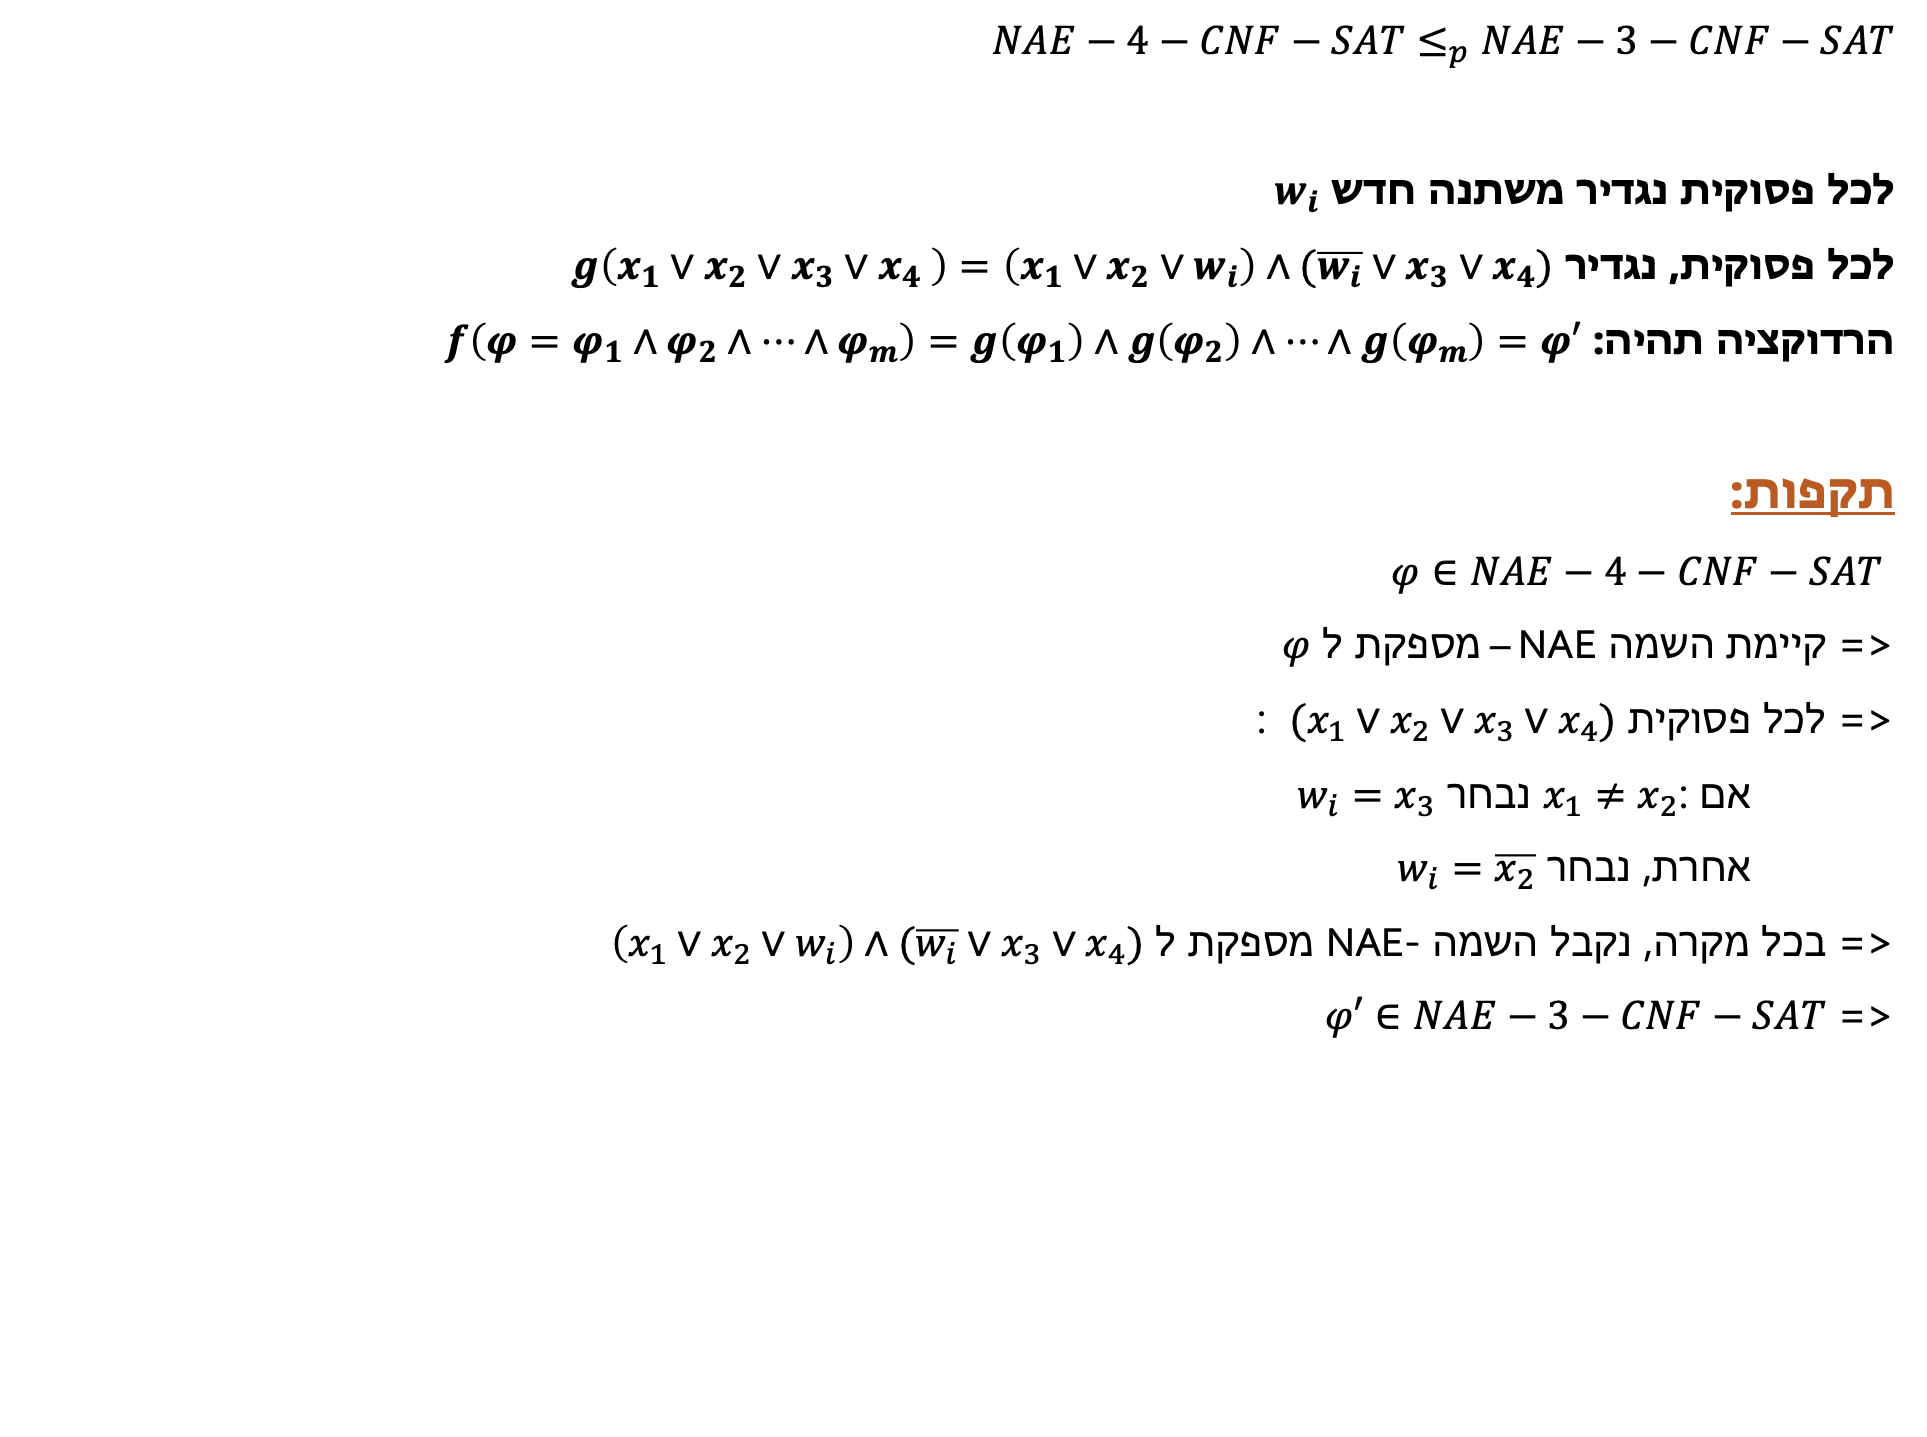 NAE − 4 − CNF − SAT ≤p NAE − 3 − CNF − SAT
לכל פסוקית נגדיר משתנה חדש wᵢ
לכל פסוקית, נגדיר g(x₁ ∨ x₂ ∨ x₃ ∨ x₄ ) = (x₁ ∨ x₂ ∨ wᵢ) ∧ (w̅ᵢ̅ ∨ x₃ ∨ x₄)
הרדוקציה תהיה: f(φ = φ₁ ∧ φ₂ ∧ ⋯ ∧ φₘ) = g(φ₁) ∧ g(φ₂) ∧ ⋯ ∧ g(φₘ) = φ′
תקפות:
φ ∈ NAE − 4 − CNF − SAT
=> קיימת השמה NAE – מספקת ל φ
=> לכל פסוקית (x₁ ∨ x₂ ∨ x₃ ∨ x₄) :
אם :x₁ ≠ x₂ נבחר wᵢ = x₃
אחרת, נבחר wᵢ = x̅₂̅
=> בכל מקרה, נקבל השמה -NAE מספקת ל (x₁ ∨ x₂ ∨ wᵢ) ∧ (w̅ᵢ̅ ∨ x₃ ∨ x₄)
=> φ′ ∈ NAE − 3 − CNF − SAT